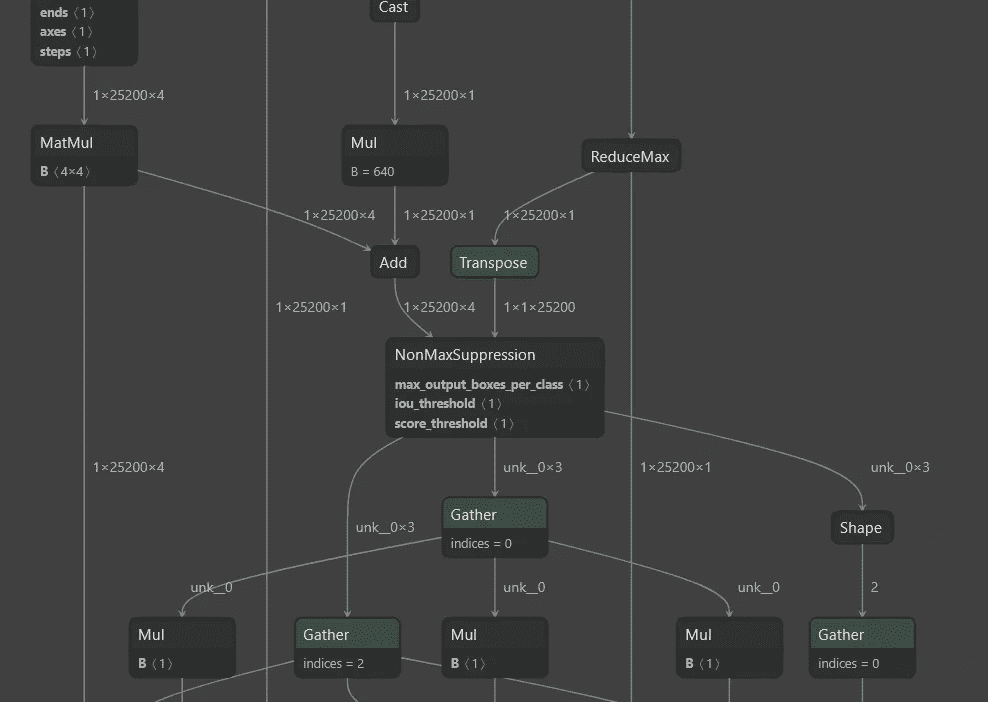 Cast
ends ⟨1⟩
axes ⟨1⟩
steps ⟨1⟩
1×25200×4
1×25200×1
MatMul
B ⟨4×4⟩
Mul
B = 640
ReduceMax
1×25200×4
1×25200×1
1×25200×1
Add
Transpose
1×25200×1
1×25200×4
1×1×25200
NonMaxSuppression
max_output_boxes_per_class ⟨1⟩
iou_threshold ⟨1⟩
score_threshold ⟨1⟩
1×25200×4
unk__0×3
1×25200×1
unk__0×3
Gather
indices = 0
unk__0×3
Shape
unk__0
unk__0
unk__0
2
Mul
B ⟨1⟩
Gather
indices = 2
Mul
B ⟨1⟩
Mul
B ⟨1⟩
Gather
indices = 0